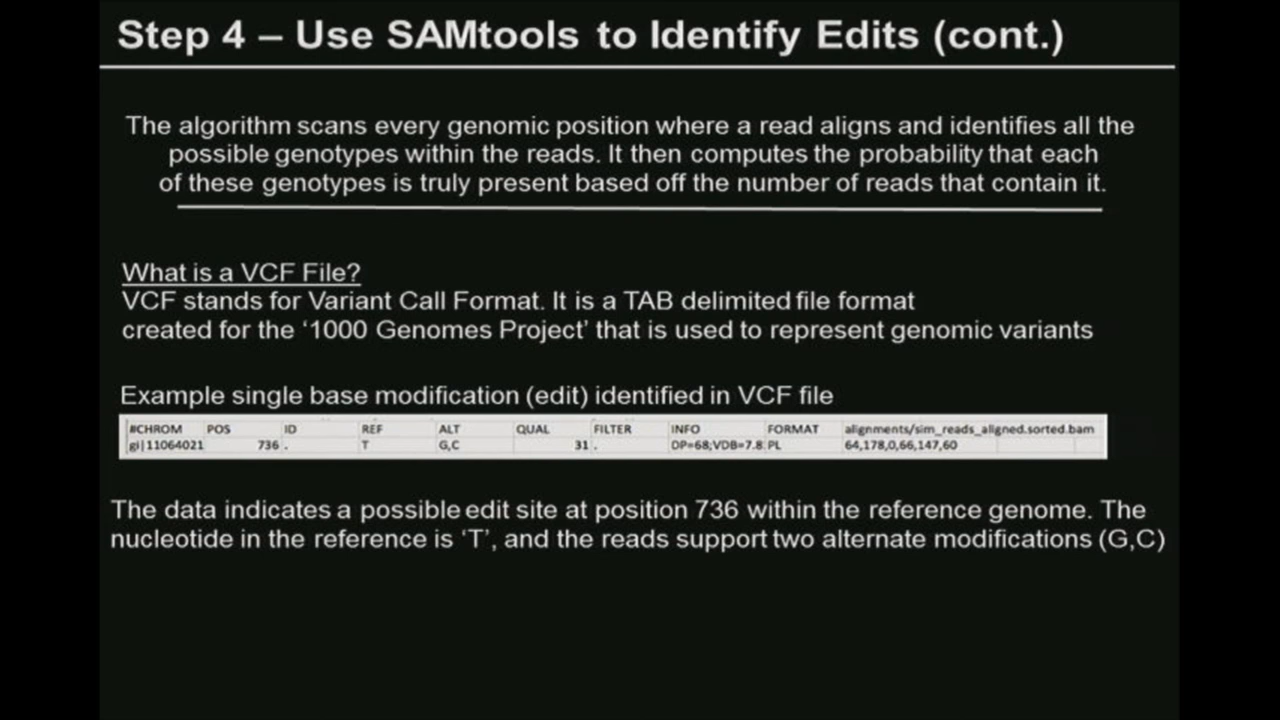 Step 4 – Use SAMtools to Identify Edits (cont.)
The algorithm scans every genomic position where a read aligns and identifies all the
possible genotypes within the reads. It then computes the probability that each
of these genotypes is truly present based off the number of reads that contain it.
What is a VCF File?
VCF stands for Variant Call Format. It is a TAB delimited file format
created for the ‘1000 Genomes Project’ that is used to represent genomic variants
Example single base modification (edit) identified in VCF file
#CHROM POS ID REF ALT QUAL FILTER INFO FORMAT alignments/sim_reads_aligned.sorted.bam
gi|11064021 736 . T G,C 31 . DP=68;VDB=7.8 PL 64,178,0,66,147,60
The data indicates a possible edit site at position 736 within the reference genome. The
nucleotide in the reference is ‘T’, and the reads support two alternate modifications (G,C)